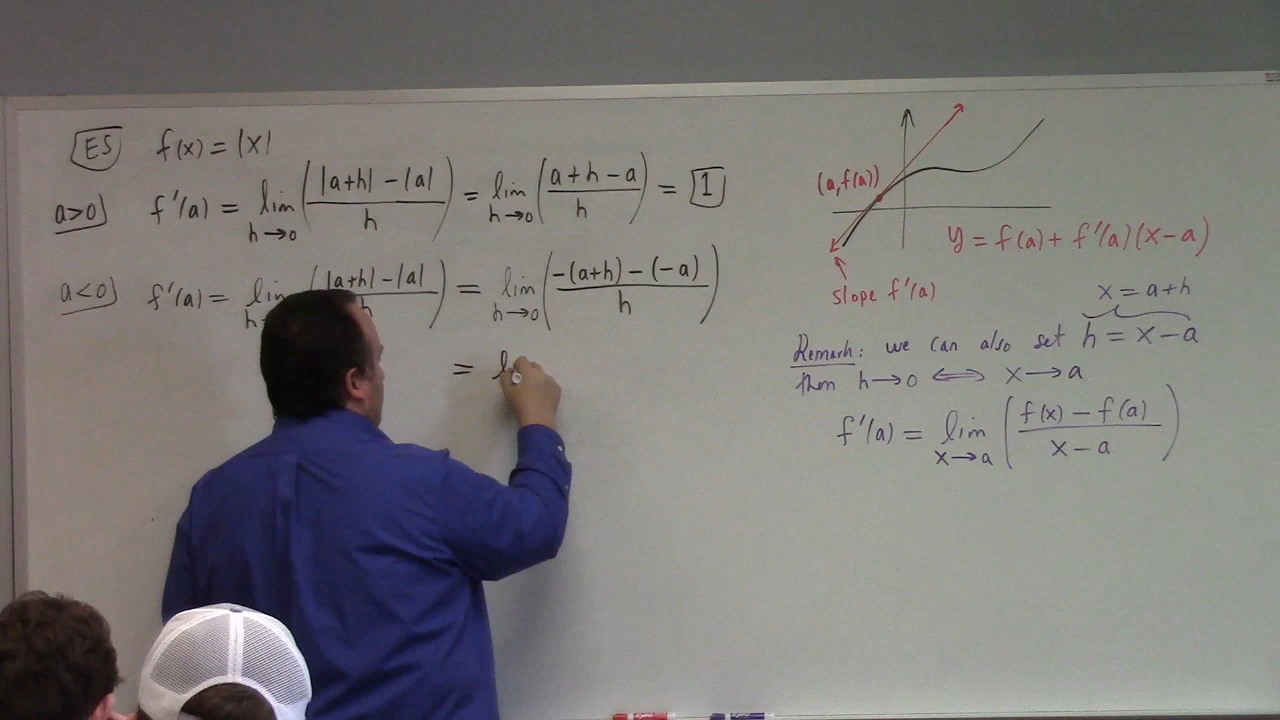 E5 f(x) = |x|
a>0) f'(a) = lim h→0 (|a+h| - |a| / h) = lim h→0 (a+h-a / h) = 1
a<0) f'(a) = lim h (|a+h| - |a| / h) = lim h→0 (-(a+h) - (-a) / h)
= l
(a, f(a))
y = f(a) + f'(a)(x-a)
slope f'(a)
x = a+h
Remark: we can also set h = x-a
then h→0 ⟺ x→a
f'(a) = lim x→a (f(x) - f(a) / x-a)